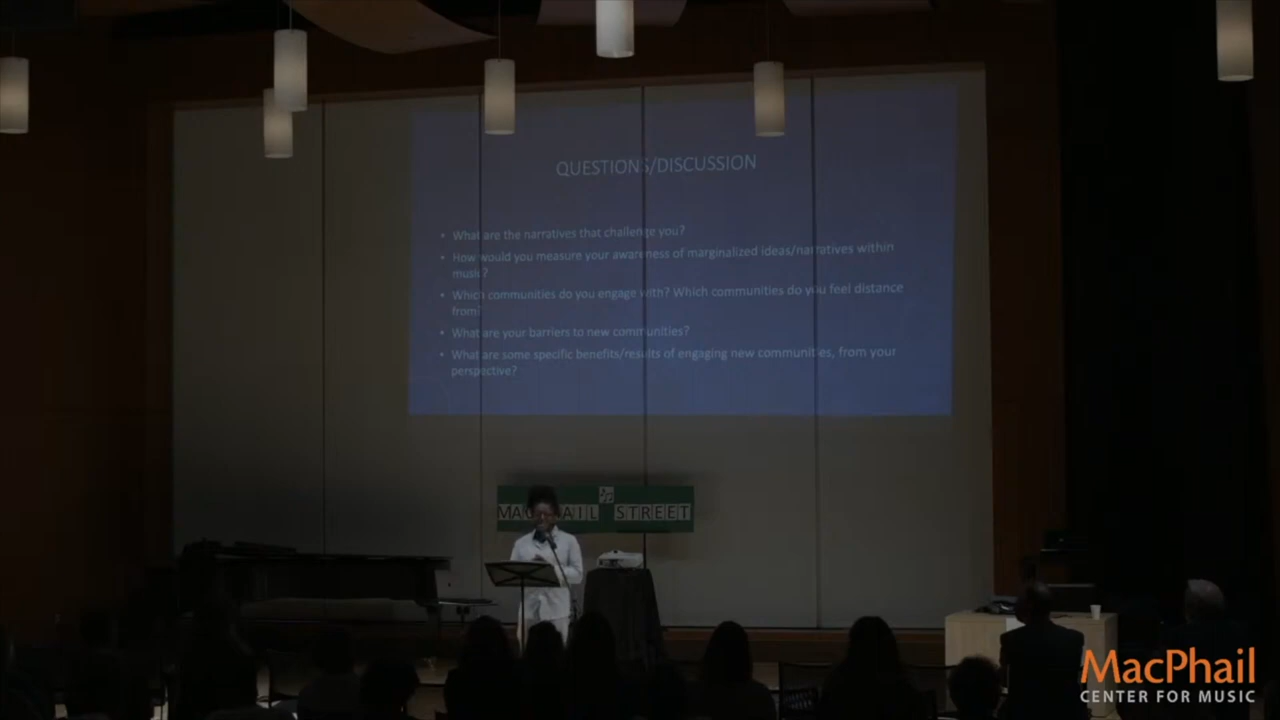 QUESTIONS/DISCUSSION
• What are the narratives that challenge you?
• How would you measure your awareness of marginalized ideas/narratives within
music?
• Which communities do you engage with? Which communities do you feel distance
from?
• What are your barriers to new communities?
• What are some specific benefits/results of engaging new communities, from your
perspective?
STREET
MacPhail
CENTER FOR MUSIC